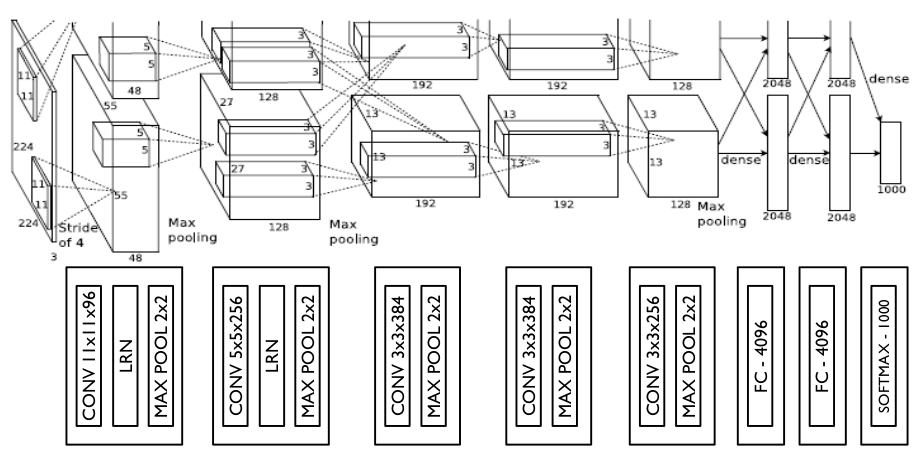 11
11
224
11
11
224
3
Stride
of 4
5
5
48
55
5
5
55
48
Max
pooling
3
3
128
27
3
3
27
3
3
128
Max
pooling
3
3
192
13
13
3
3
192
3
3
192
13
3
3
13
192
128
13
13
128
Max
pooling
2048
2048
dense
dense
dense
2048
2048
1000
CONV 11x11x96
LRN
MAX POOL 2x2
CONV 5x5x256
LRN
MAX POOL 2x2
CONV 3x3x384
MAX POOL 2x2
CONV 3x3x384
MAX POOL 2x2
CONV 3x3x256
MAX POOL 2x2
FC - 4096
FC - 4096
SOFTMAX - 1000